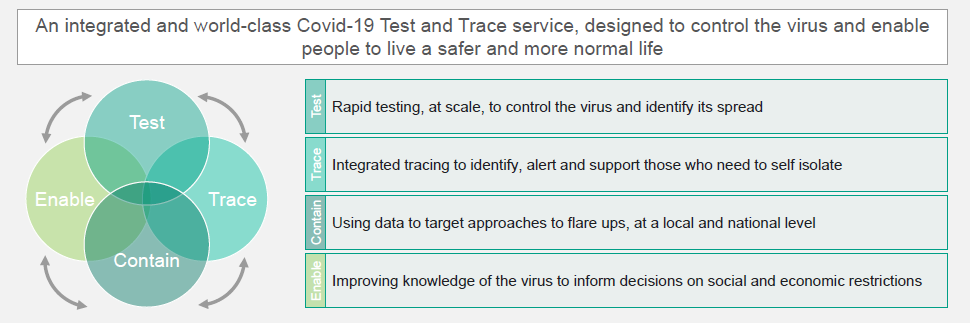 An integrated and world-class Covid-19 Test and Trace service, designed to control the virus and enable
people to live a safer and more normal life
Test
Enable
Trace
Contain
Test
Rapid testing, at scale, to control the virus and identify its spread
Trace
Integrated tracing to identify, alert and support those who need to self isolate
Contain
Using data to target approaches to flare ups, at a local and national level
Enable
Improving knowledge of the virus to inform decisions on social and economic restrictions